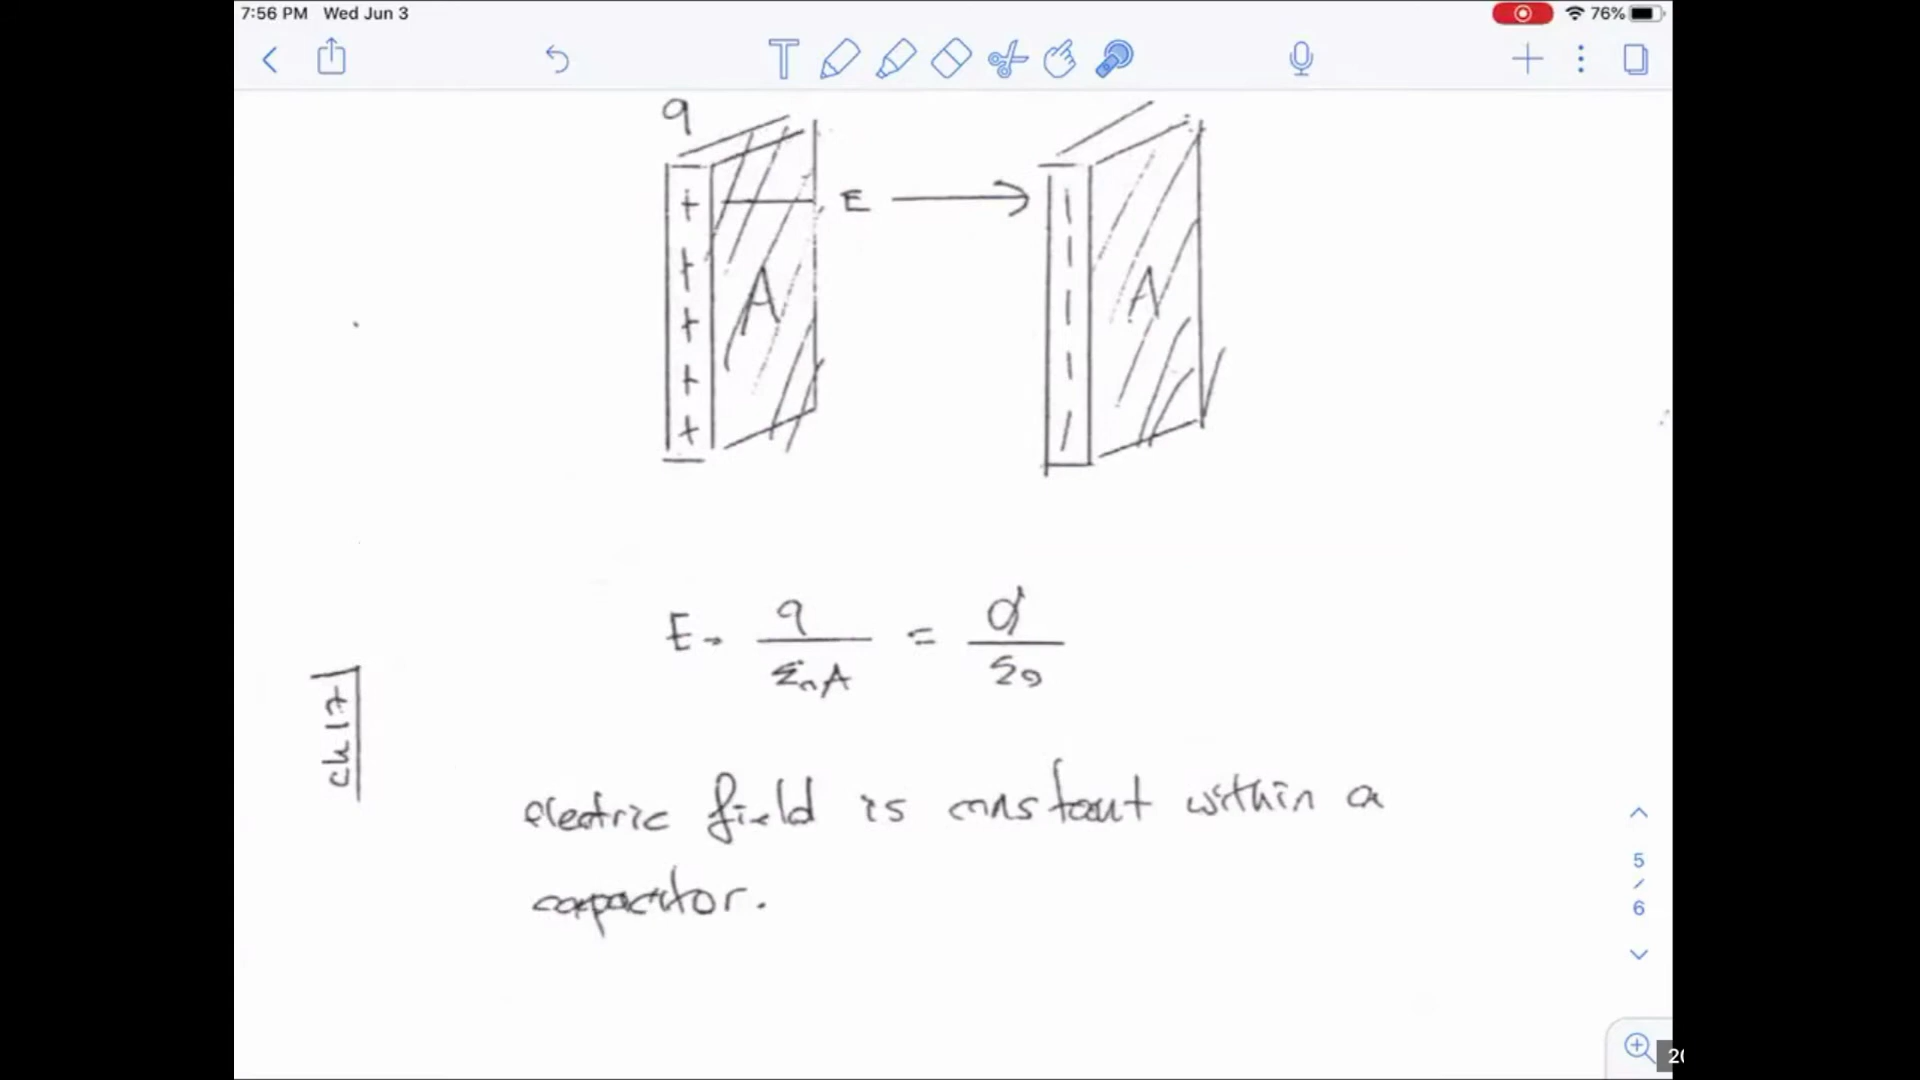 7:56 PM Wed Jun 3
76%
T
q
+ E
+
+ A A
+
+
E = q / ε₀A = σ / ε₀
ch 17
electric field is constant within a
capacitor.
5
/
6